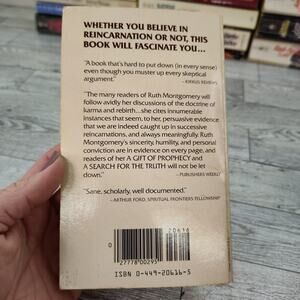 WHETHER YOU BELIEVE IN
REINCARNATION OR NOT, THIS
BOOK WILL FASCINATE YOU...
"A book that's hard to put down (in every sense)
even though you muster up every skeptical
argument."
—KIRKUS REVIEWS
"The many readers of Ruth Montgomery will
follow avidly her discussions of the doctrine of
karma and rebirth...she cites innumerable
instances that seem, to her, persuasive evidence
that we are indeed caught up in successive
reincarnations, and always meaningfully. Ruth
Montgomery's sincerity, humility, and personal
conviction are in evidence on every page, and
readers of her A GIFT OF PROPHECY and
A SEARCH FOR THE TRUTH will not be
let down."
—PUBLISHERS WEEKLY
"Sane, scholarly, well documented."
—ARTHUR FORD, SPIRITUAL FRONTIERS FELLOWSHIP
20616
0
27778 00295
ISBN 0-449-20616-5